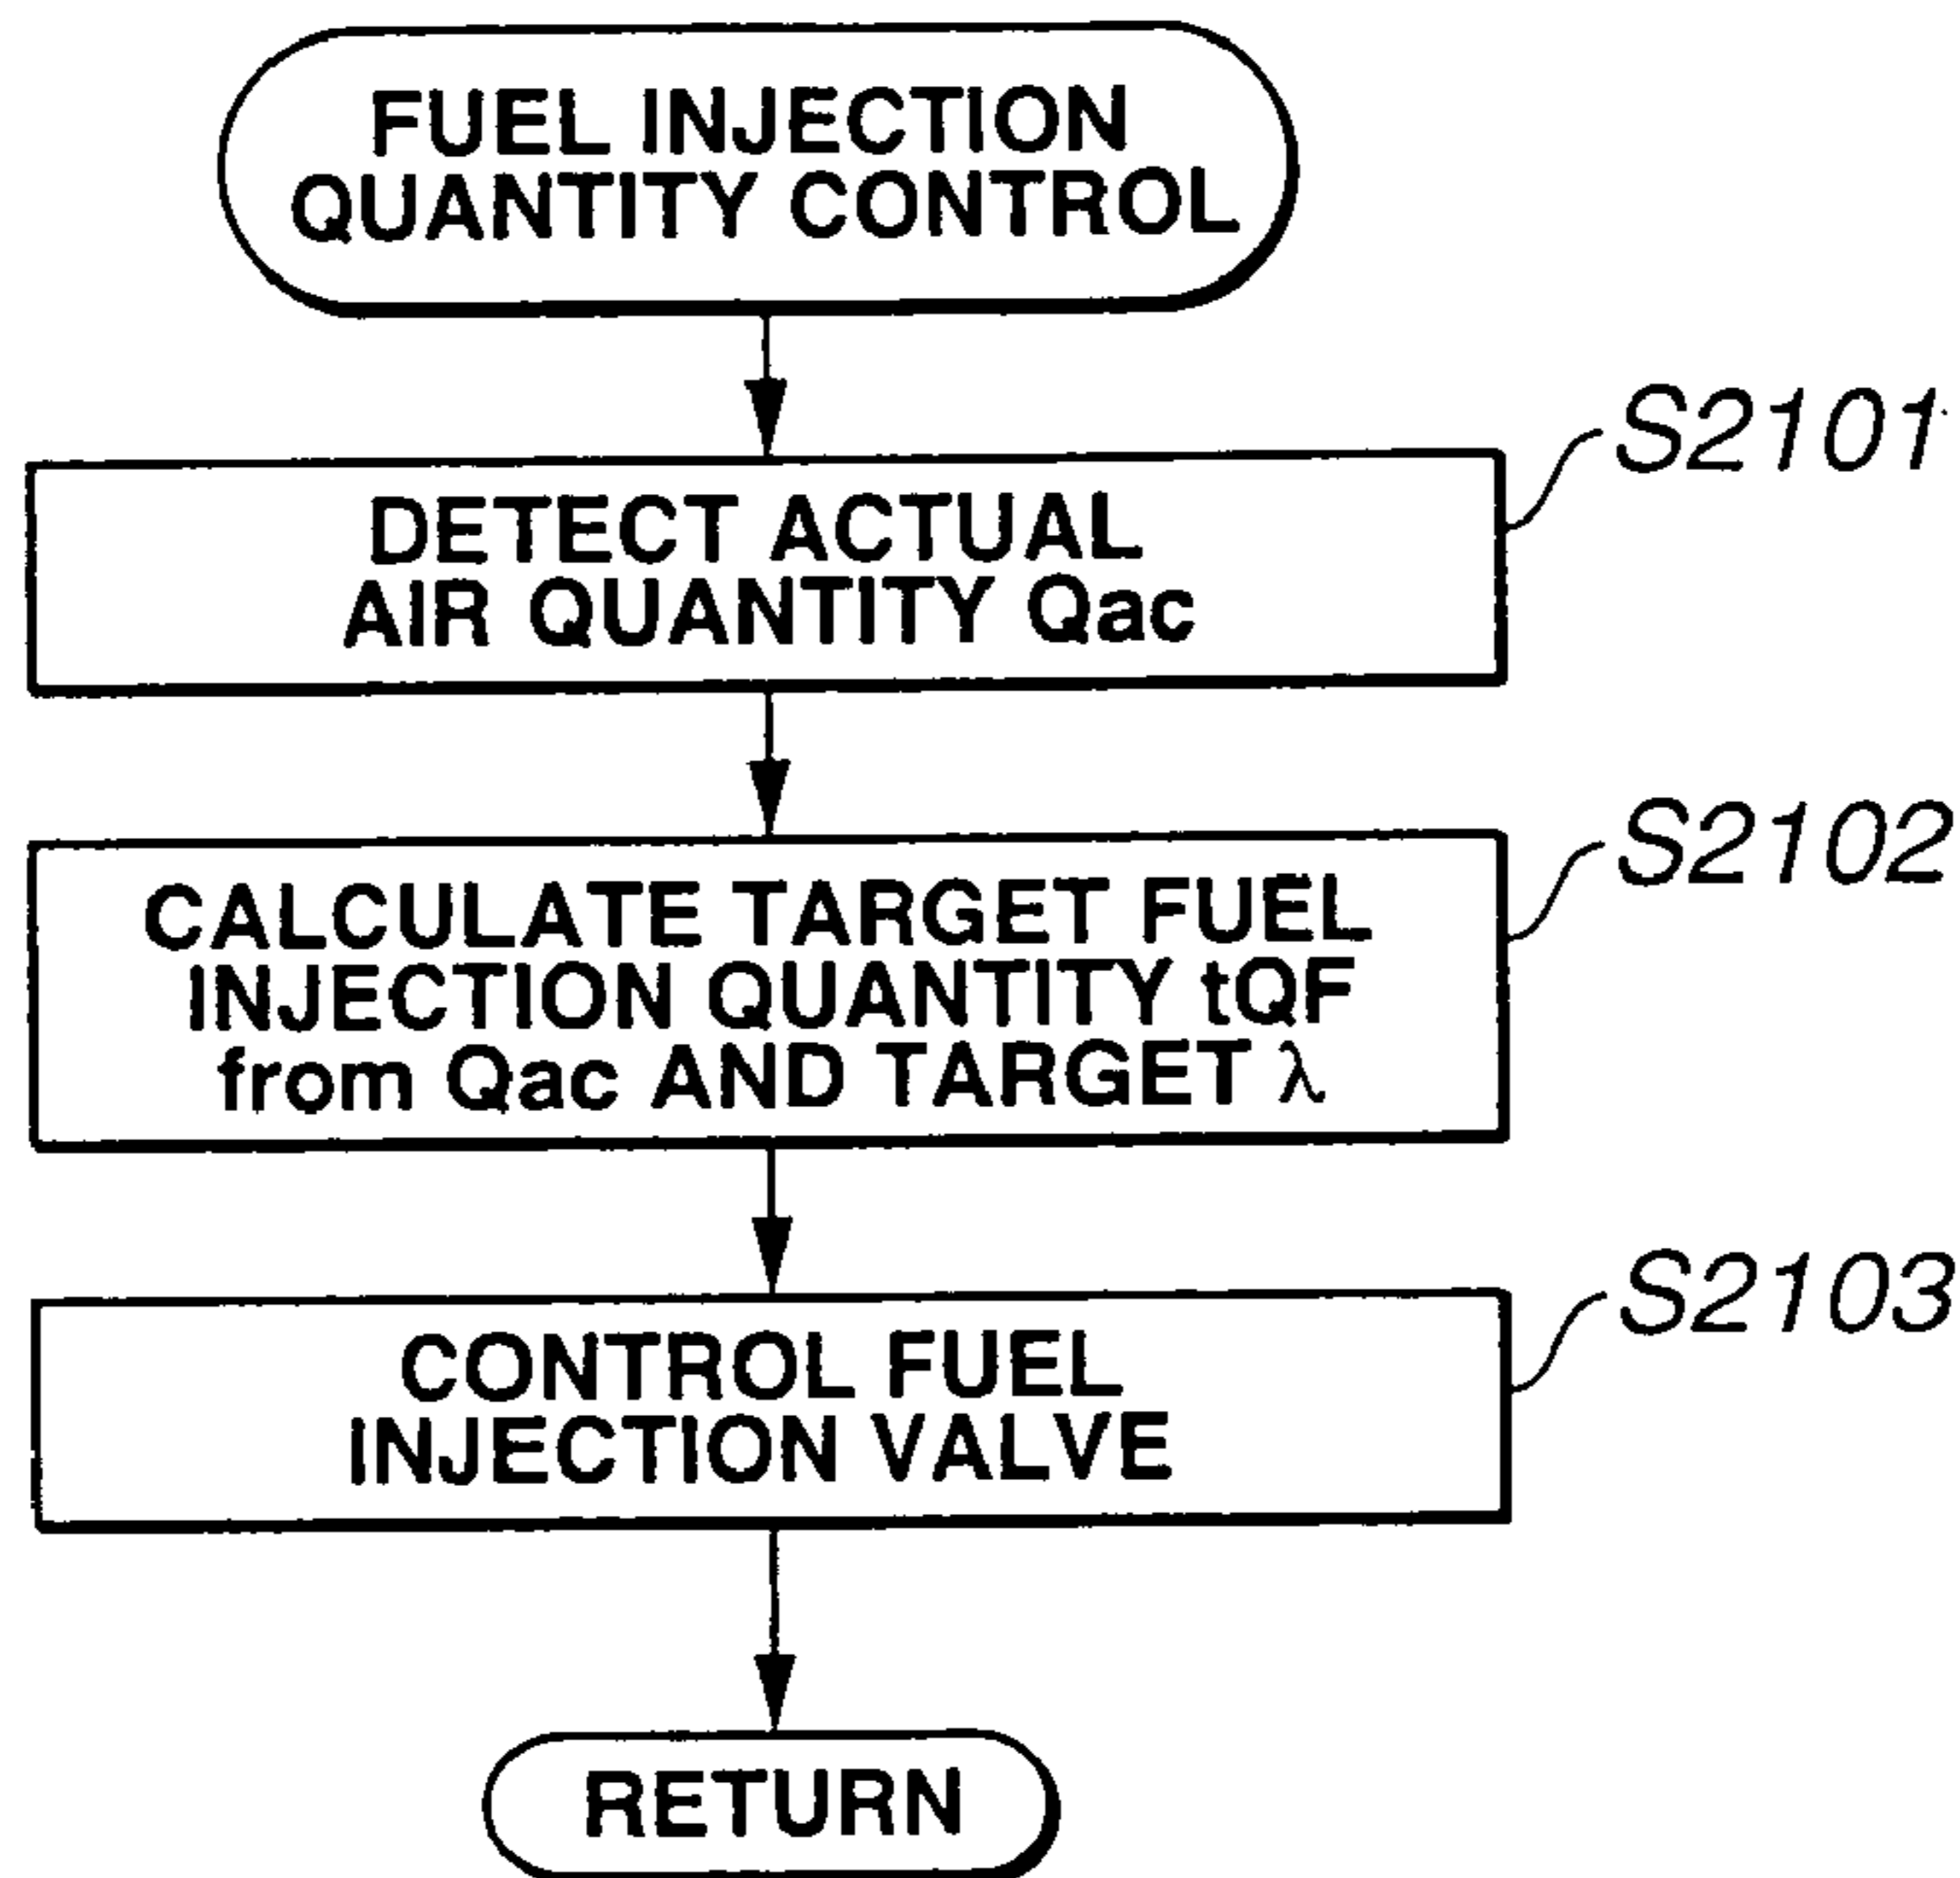 FUEL INJECTION
QUANTITY CONTROL
S2101
DETECT ACTUAL
AIR QUANTITY Qac
S2102
CALCULATE TARGET FUEL
INJECTION QUANTITY tQF
from Qac AND TARGET λ
S2103
CONTROL FUEL
INJECTION VALVE
RETURN